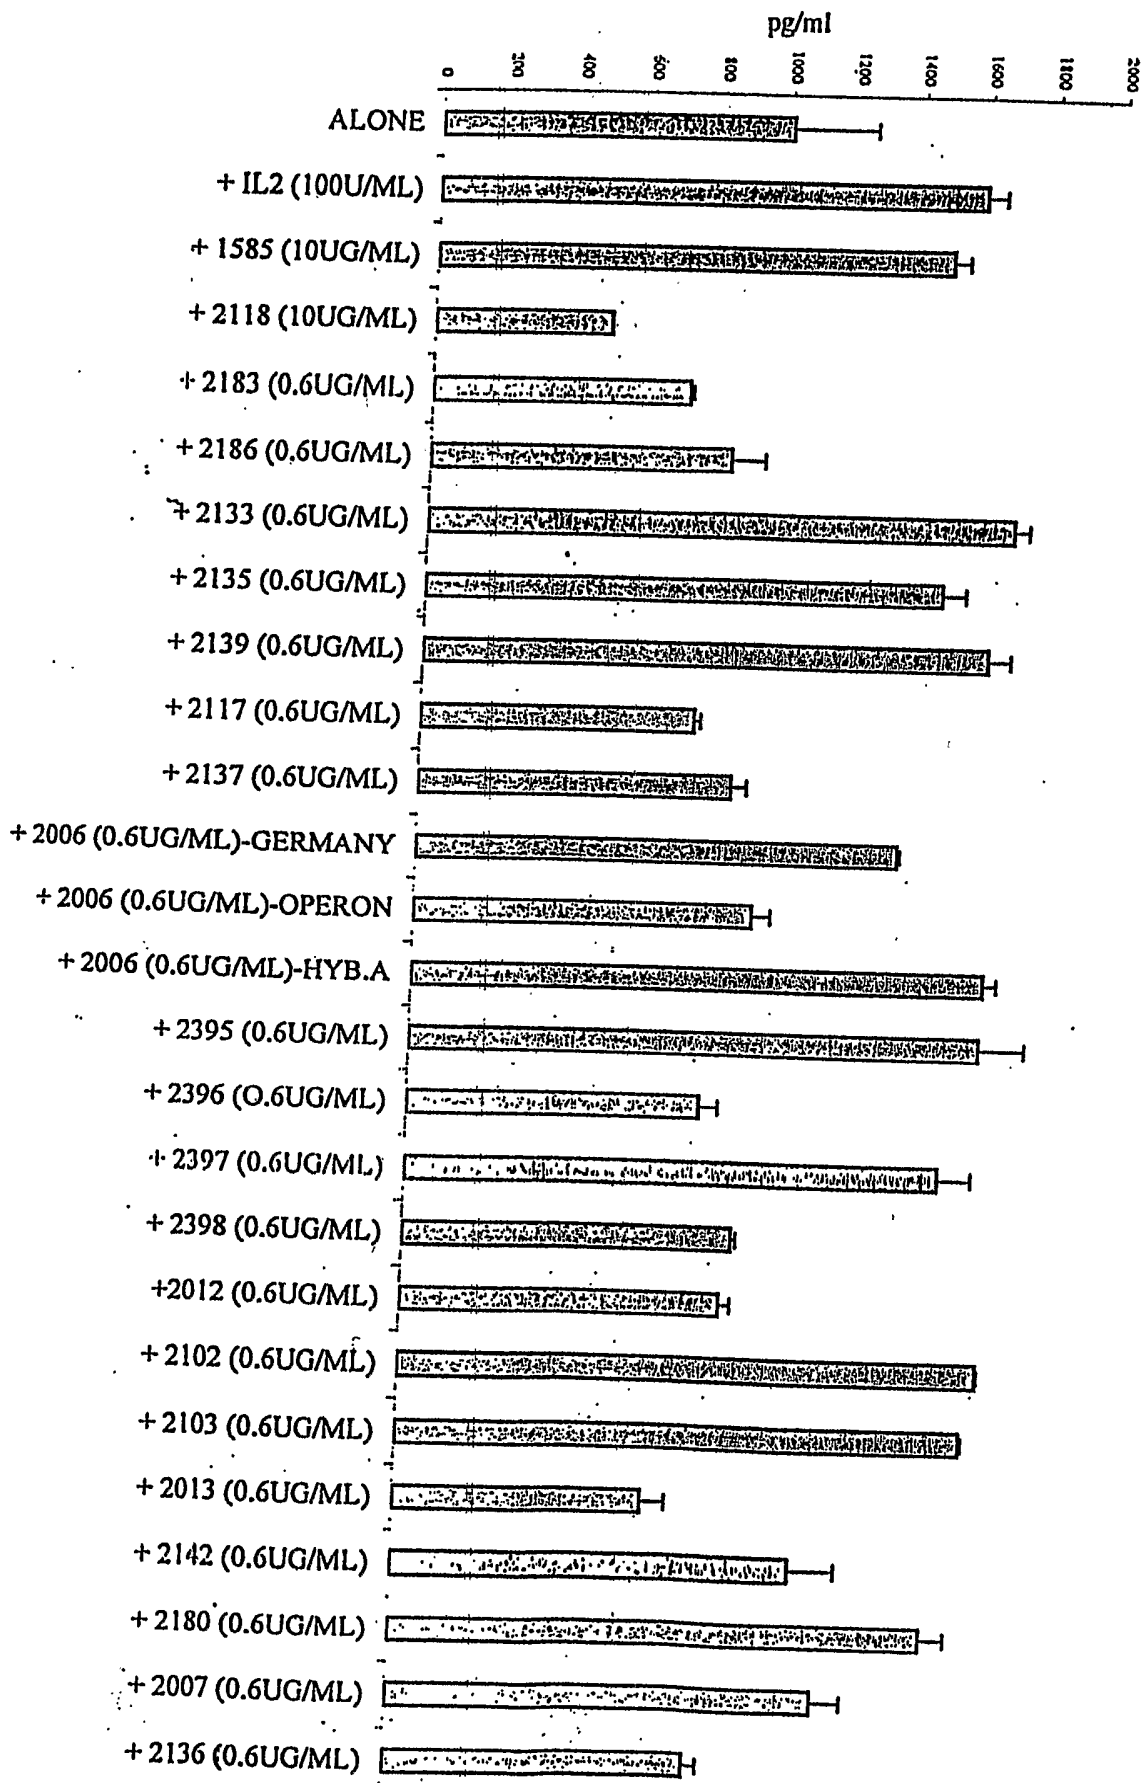 pg/ml
0 200 400 600 800 1000 1200 1400 1600 1800 2000
ALONE
+ IL2 (100U/ML)
+ 1585 (10UG/ML)
+ 2118 (10UG/ML)
+ 2183 (0.6UG/ML)
+ 2186 (0.6UG/ML)
+ 2133 (0.6UG/ML)
+ 2135 (0.6UG/ML)
+ 2139 (0.6UG/ML)
+ 2117 (0.6UG/ML)
+ 2137 (0.6UG/ML)
+ 2006 (0.6UG/ML)-GERMANY
+ 2006 (0.6UG/ML)-OPERON
+ 2006 (0.6UG/ML)-HYB.A
+ 2395 (0.6UG/ML)
+ 2396 (O.6UG/ML)
+ 2397 (0.6UG/ML)
+ 2398 (0.6UG/ML)
+2012 (0.6UG/ML)
+ 2102 (0.6UG/ML)
+ 2103 (0.6UG/ML)
+ 2013 (0.6UG/ML)
+ 2142 (0.6UG/ML)
+ 2180 (0.6UG/ML)
+ 2007 (0.6UG/ML)
+ 2136 (0.6UG/ML)